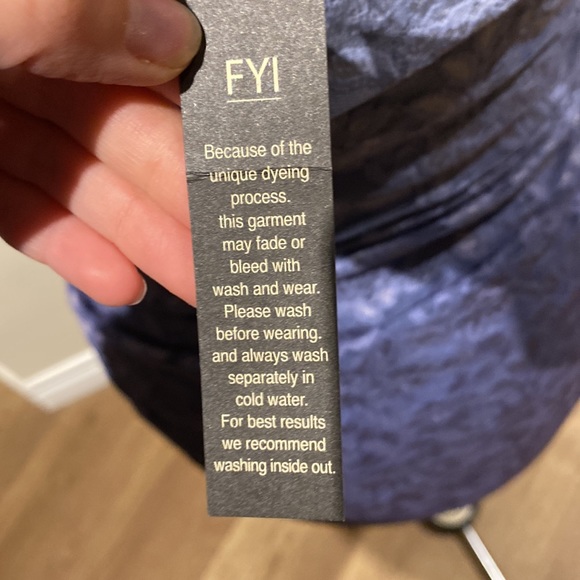 FYI
Because of the
unique dyeing
process.
this garment
may fade or
bleed with
wash and wear.
Please wash
before wearing.
and always wash
separately in
cold water.
For best results
we recommend
washing inside out.